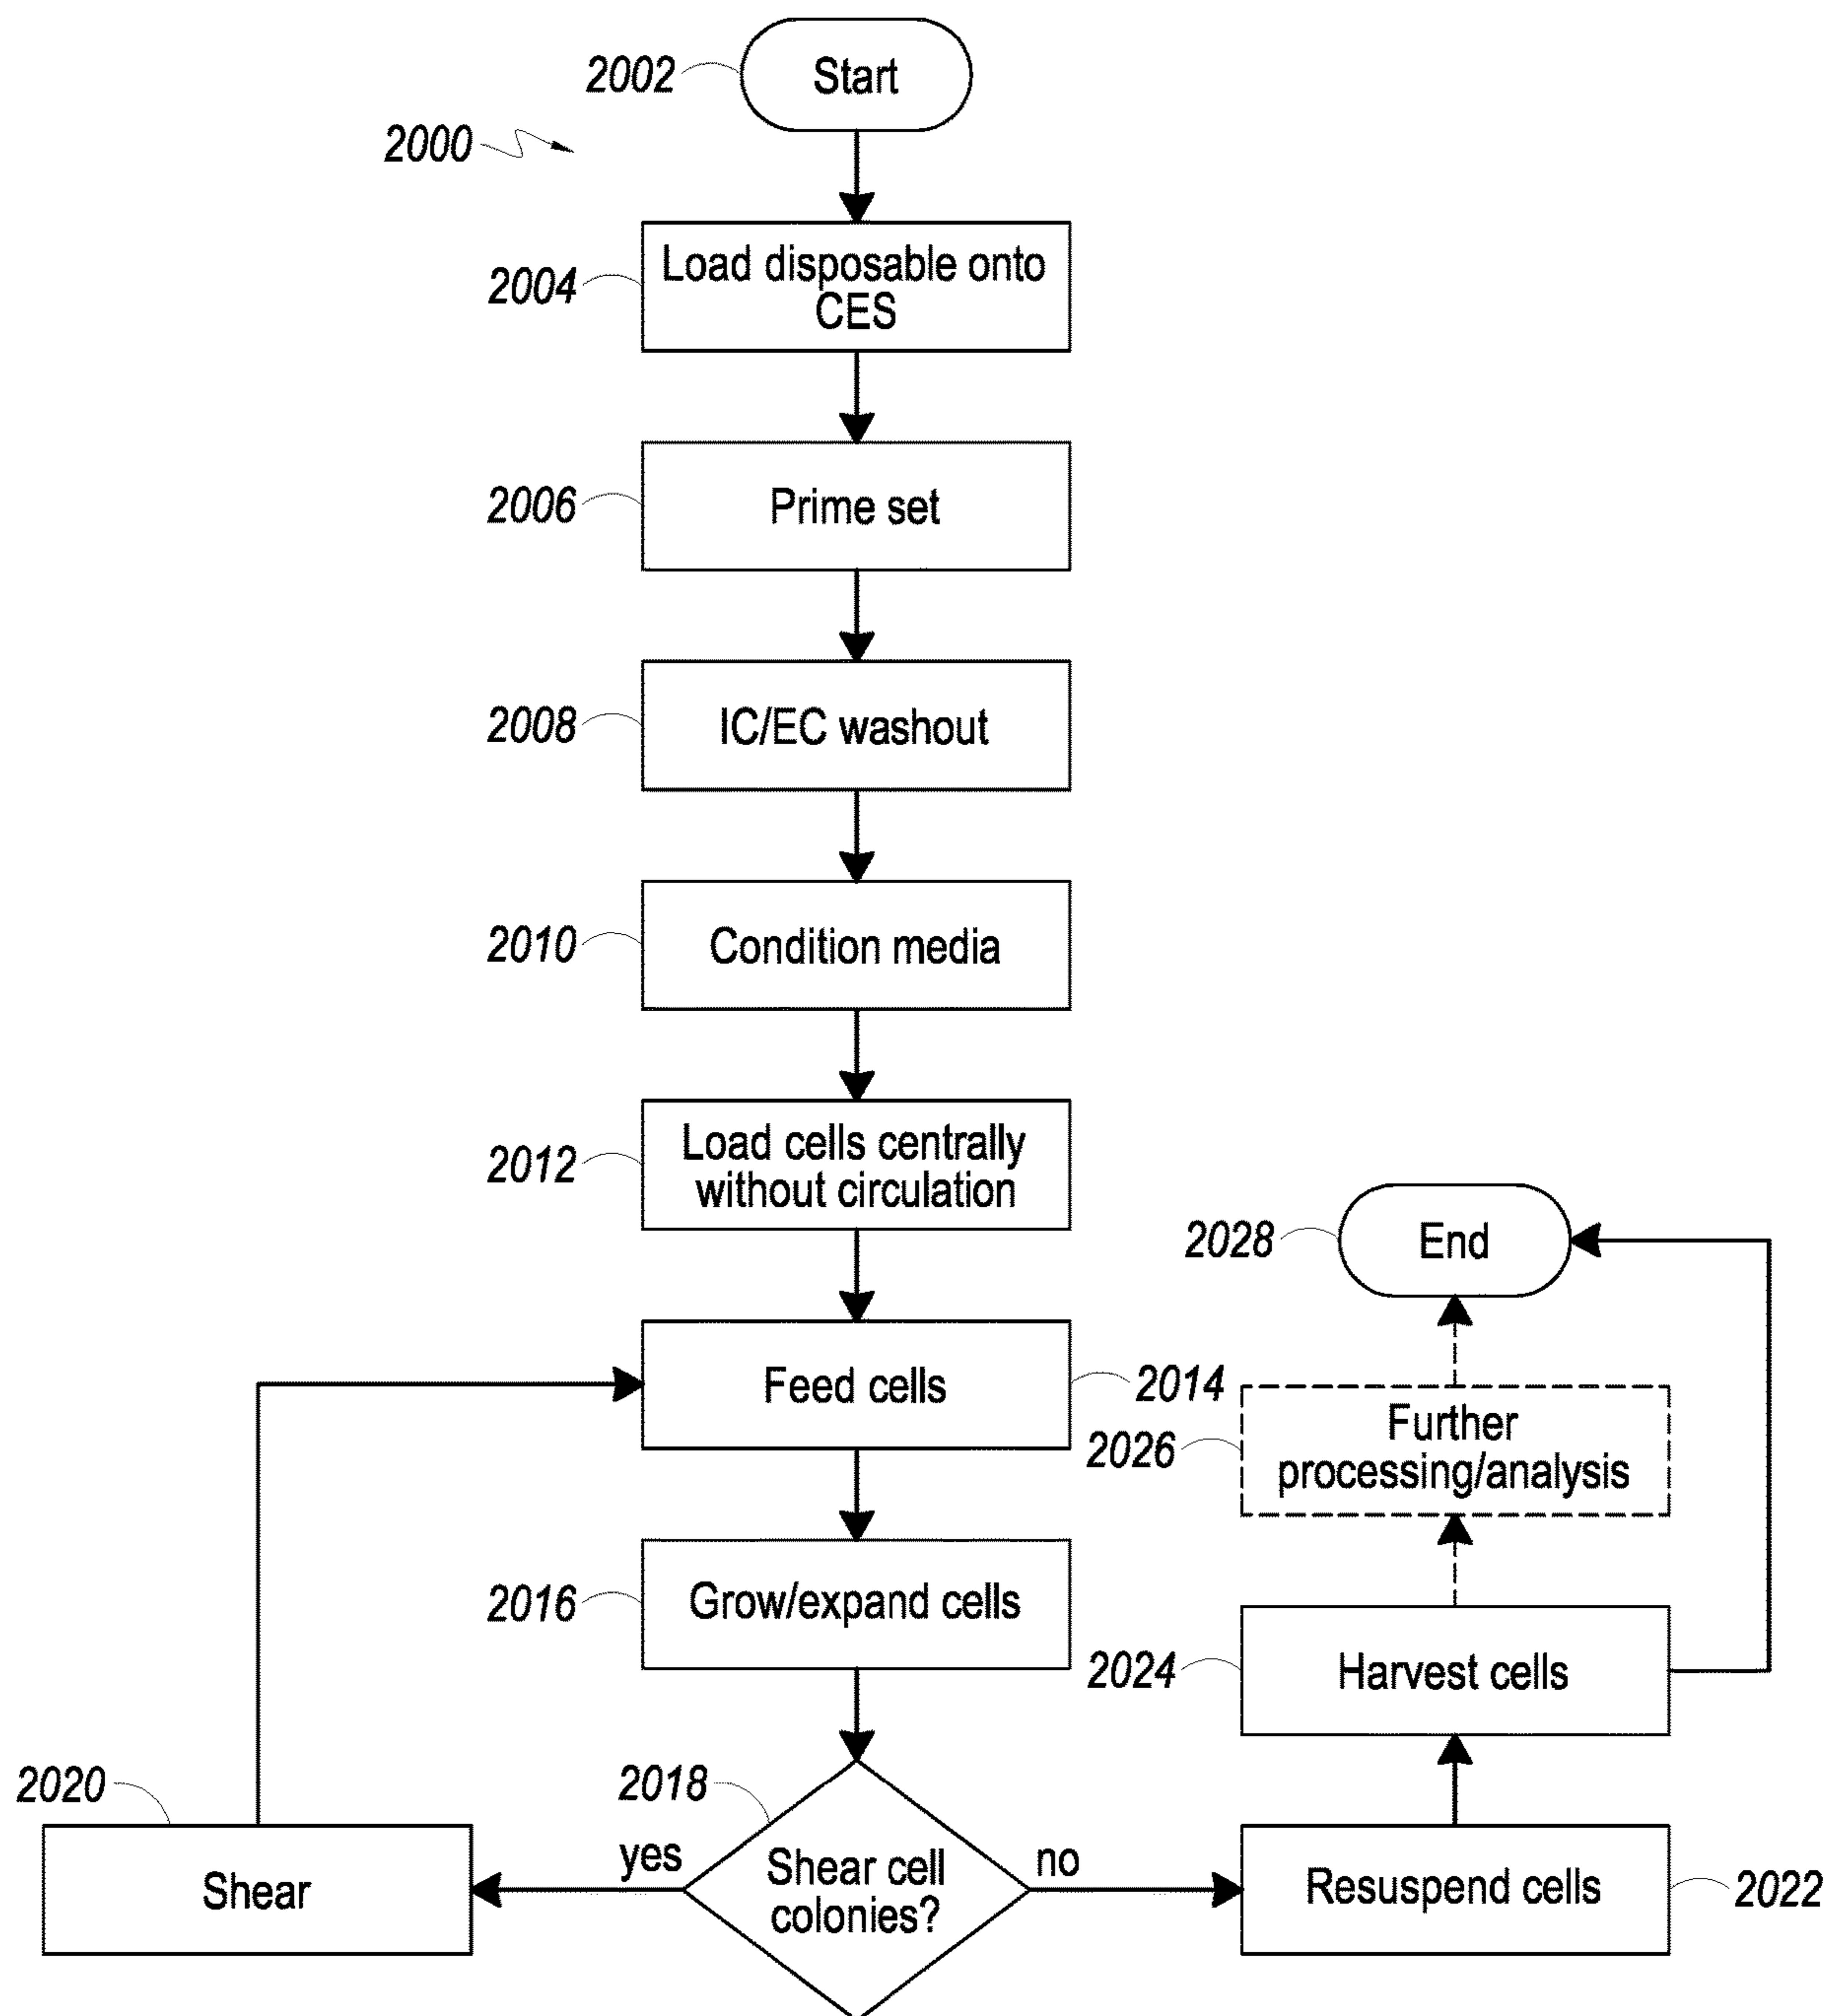 2002
Start
2000
2004
Load disposable onto
CES
2006
Prime set
2008
IC/EC washout
2010
Condition media
2012
Load cells centrally
without circulation
2028
End
Feed cells
2014
2026
Further
processing/analysis
2016
Grow/expand cells
2024
Harvest cells
2020
Shear
2018
yes
Shear cell
colonies?
no
Resuspend cells
2022